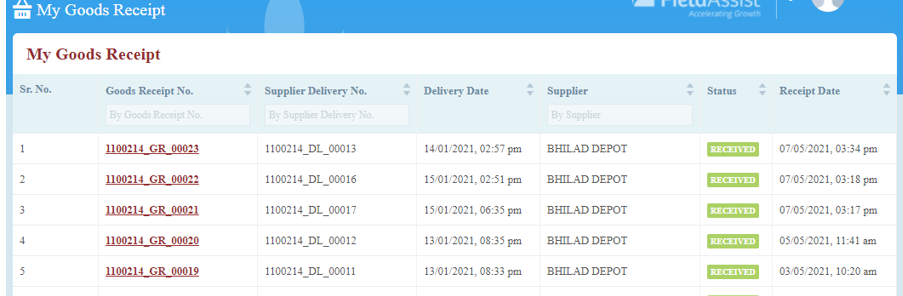 My Goods Receipt
FieldAssist
Accelerating Growth
My Goods Receipt
Sr. No. Goods Receipt No. Supplier Delivery No. Delivery Date Supplier Status Receipt Date
By Goods Receipt No. By Supplier Delivery No. By Supplier
1 1100214_GR_00023 1100214_DL_00013 14/01/2021, 02:57 pm BHILAD DEPOT RECEIVED 07/05/2021, 03:34 pm
2 1100214_GR_00022 1100214_DL_00016 15/01/2021, 02:51 pm BHILAD DEPOT RECEIVED 07/05/2021, 03:18 pm
3 1100214_GR_00021 1100214_DL_00017 15/01/2021, 06:35 pm BHILAD DEPOT RECEIVED 07/05/2021, 03:17 pm
4 1100214_GR_00020 1100214_DL_00012 13/01/2021, 08:35 pm BHILAD DEPOT RECEIVED 05/05/2021, 11:41 am
5 1100214_GR_00019 1100214_DL_00011 13/01/2021, 08:33 pm BHILAD DEPOT RECEIVED 03/05/2021, 10:20 am